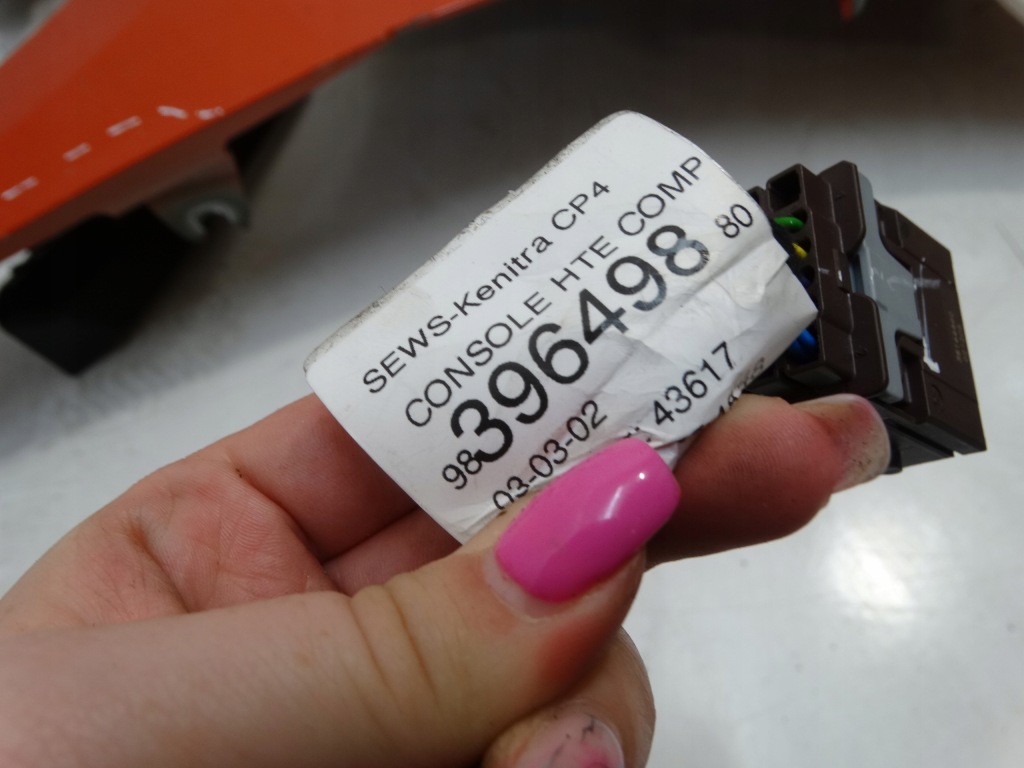 SEWS-Kenitra CP4
CONSOLE HTE COMP
98 396498 80
03-03-02
: 43617